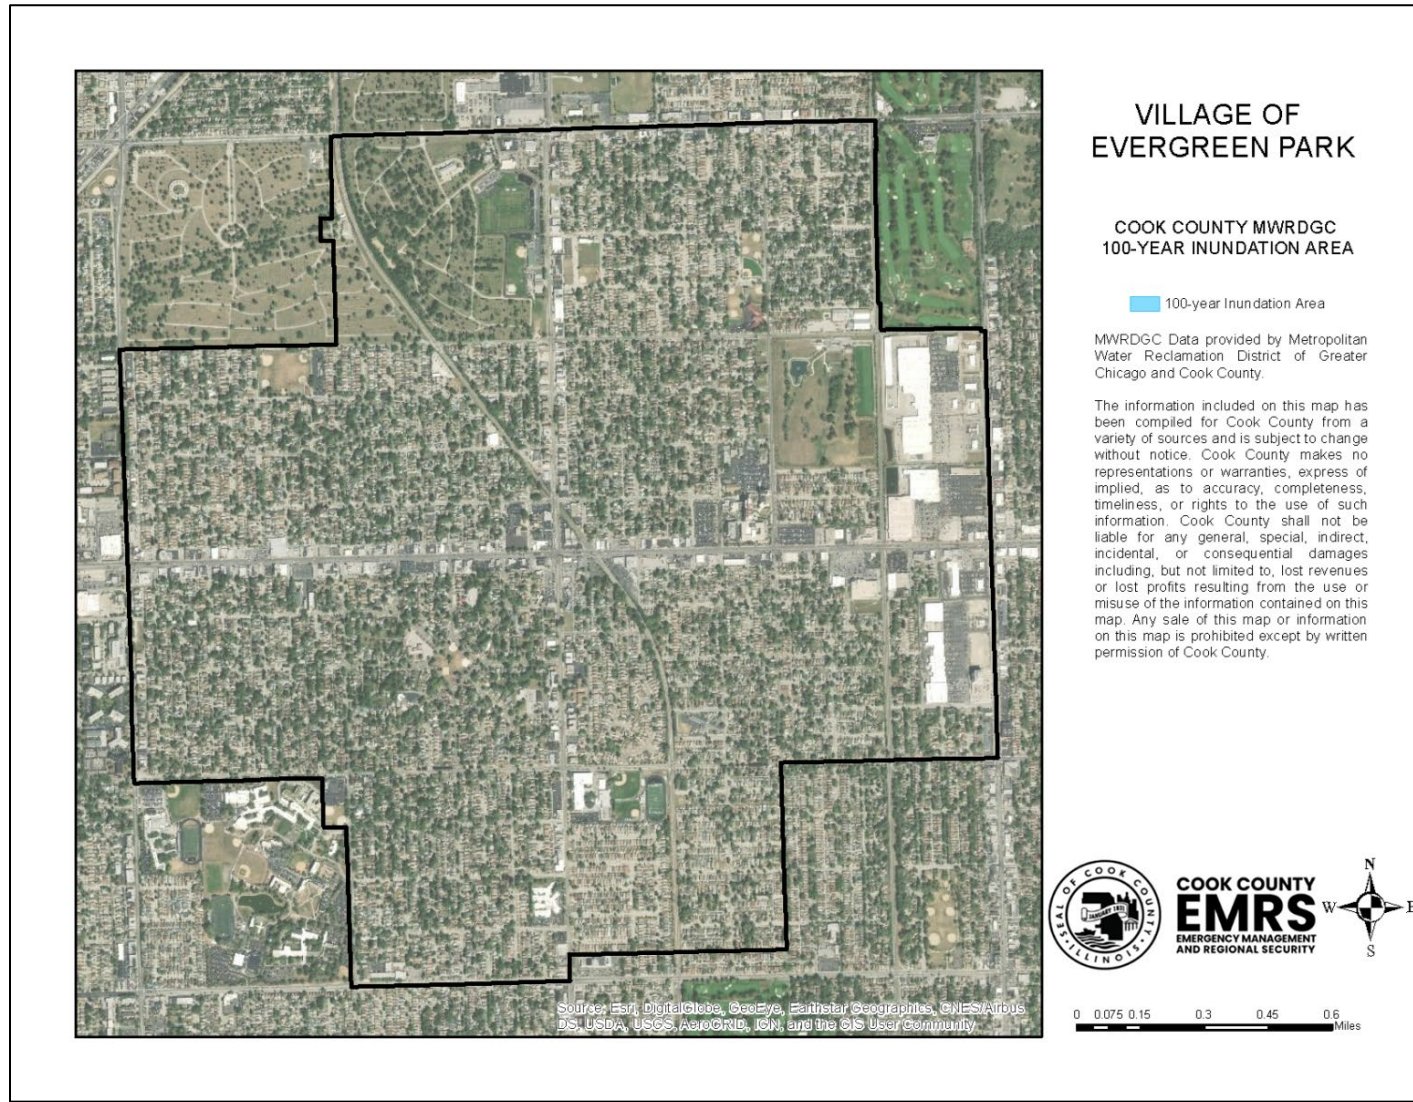 VILLAGE OF
EVERGREEN PARK
COOK COUNTY MWRDGC
100-YEAR INUNDATION AREA
100-year Inundation Area
MWRDGC Data provided by Metropolitan
Water Reclamation District of Greater
Chicago and Cook County.
The information included on this map has
been compiled for Cook County from a
variety of sources and is subject to change
without notice. Cook County makes no
representations or warranties, express of
implied, as to accuracy, completeness,
timeliness, or rights to the use of such
information. Cook County shall not be
liable for any general, special, indirect,
incidental, or consequential damages
including, but not limited to, lost revenues
or lost profits resulting from the use or
misuse of the information contained on this
map. Any sale of this map or information
on this map is prohibited except by written
permission of Cook County.
SEAL OF COOK COUNTY
JANUARY 1831
ILLINOIS
COOK COUNTY
EMRS
EMERGENCY MANAGEMENT
AND REGIONAL SECURITY
N
W E
S
0 0.075 0.15 0.3 0.45 0.6
Miles
Source: Esri, DigitalGlobe, GeoEye, Earthstar Geographics, CNES/Airbus
DS, USDA, USGS, AeroGRID, IGN, and the GIS User Community